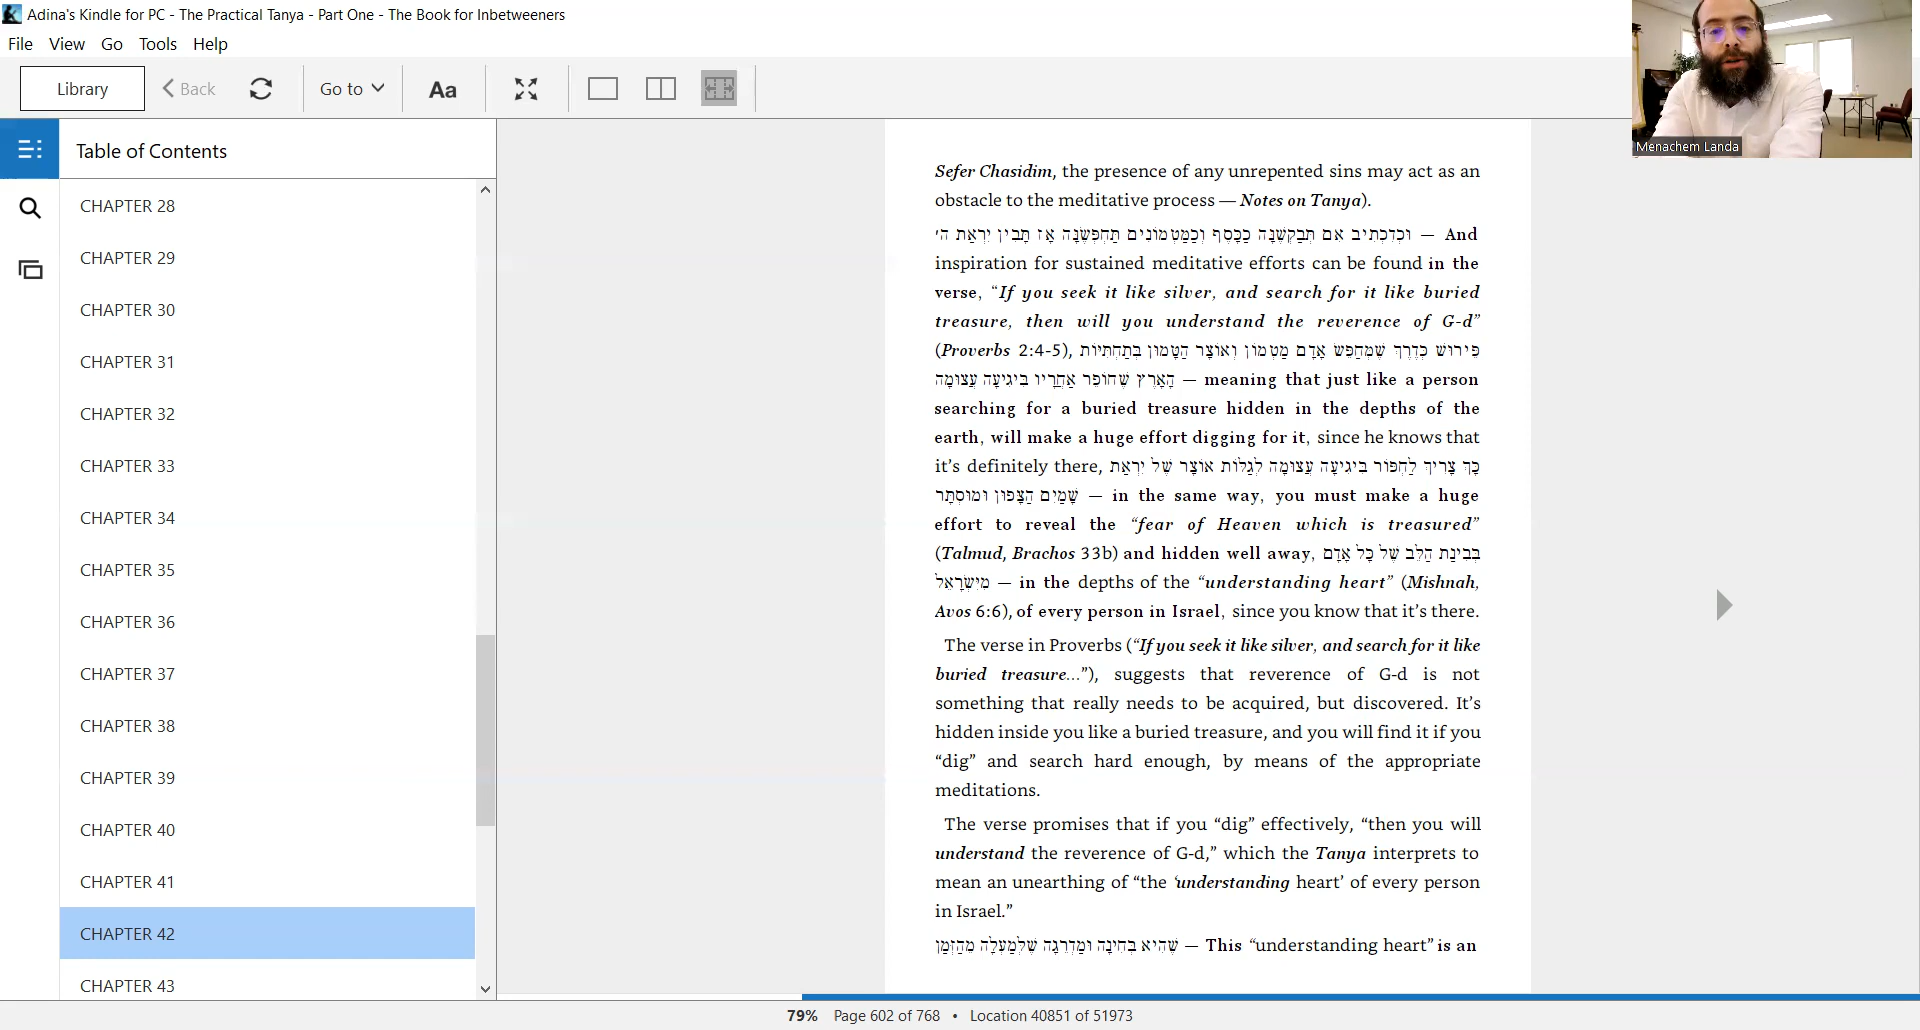 Adina's Kindle for PC - The Practical Tanya - Part One - The Book for Inbetweeners
File View Go Tools Help
Library Back Go to Aa
Menachem Landa
Table of Contents
CHAPTER 28
CHAPTER 29
CHAPTER 30
CHAPTER 31
CHAPTER 32
CHAPTER 33
CHAPTER 34
CHAPTER 35
CHAPTER 36
CHAPTER 37
CHAPTER 38
CHAPTER 39
CHAPTER 40
CHAPTER 41
CHAPTER 42
CHAPTER 43
Sefer Chasidim, the presence of any unrepented sins may act as an
obstacle to the meditative process — Notes on Tanya).
וּכְדִכְתִיב אִם תְּבַקְשֶׁנָּה כַכָּסֶף וְכַמַּטְמוֹנִים תַּחְפְּשֶׂנָּה אָז תָּבִין יִרְאַת ה' — And
inspiration for sustained meditative efforts can be found in the
verse, “If you seek it like silver, and search for it like buried
treasure, then will you understand the reverence of G-d”
(Proverbs 2:4-5), פֵּירוּשׁ כְּדֶרֶךְ שֶׁמְּחַפֵּשׂ אָדָם מַטְמוֹן וְאוֹצָר הַטָּמוּן בְּתַחְתִּיּוֹת
הָאָרֶץ שֶׁחוֹפֵר אַחֲרָיו בִּיגִיעָה עֲצוּמָה — meaning that just like a person
searching for a buried treasure hidden in the depths of the
earth, will make a huge effort digging for it, since he knows that
it’s definitely there, כָּךְ צָרִיךְ לַחְפּוֹר בִּיגִיעָה עֲצוּמָה לְגַלּוֹת אוֹצָר שֶׁל יִרְאַת
שָׁמַיִם הַצָּפוּן וּמוּסְתָּר — in the same way, you must make a huge
effort to reveal the “fear of Heaven which is treasured”
(Talmud, Brachos 33b) and hidden well away, בְּבִינַת הַלֵּב שֶׁל כָּל אָדָם
מִיִּשְׂרָאֵל — in the depths of the “understanding heart” (Mishnah,
Avos 6:6), of every person in Israel, since you know that it’s there.
The verse in Proverbs (“If you seek it like silver, and search for it like
buried treasure...”), suggests that reverence of G-d is not
something that really needs to be acquired, but discovered. It’s
hidden inside you like a buried treasure, and you will find it if you
“dig” and search hard enough, by means of the appropriate
meditations.
The verse promises that if you “dig” effectively, “then you will
understand the reverence of G-d,” which the Tanya interprets to
mean an unearthing of “the ‘understanding heart’ of every person
in Israel.”
שֶׁהִיא בְּחִינָה וּמַדְרֵגָה שֶׁלְּמַעְלָה מֵהַזְּמַן — This “understanding heart” is an
79% Page 602 of 768 • Location 40851 of 51973